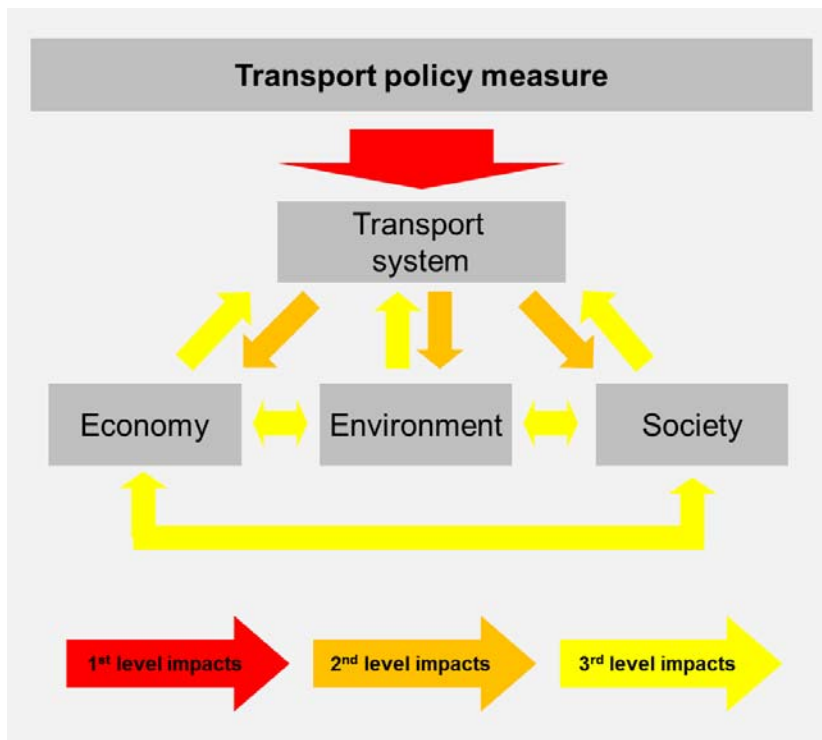 Transport policy measure
Transport
system
Economy
Environment
Society
1st level impacts
2nd level impacts
3rd level impacts